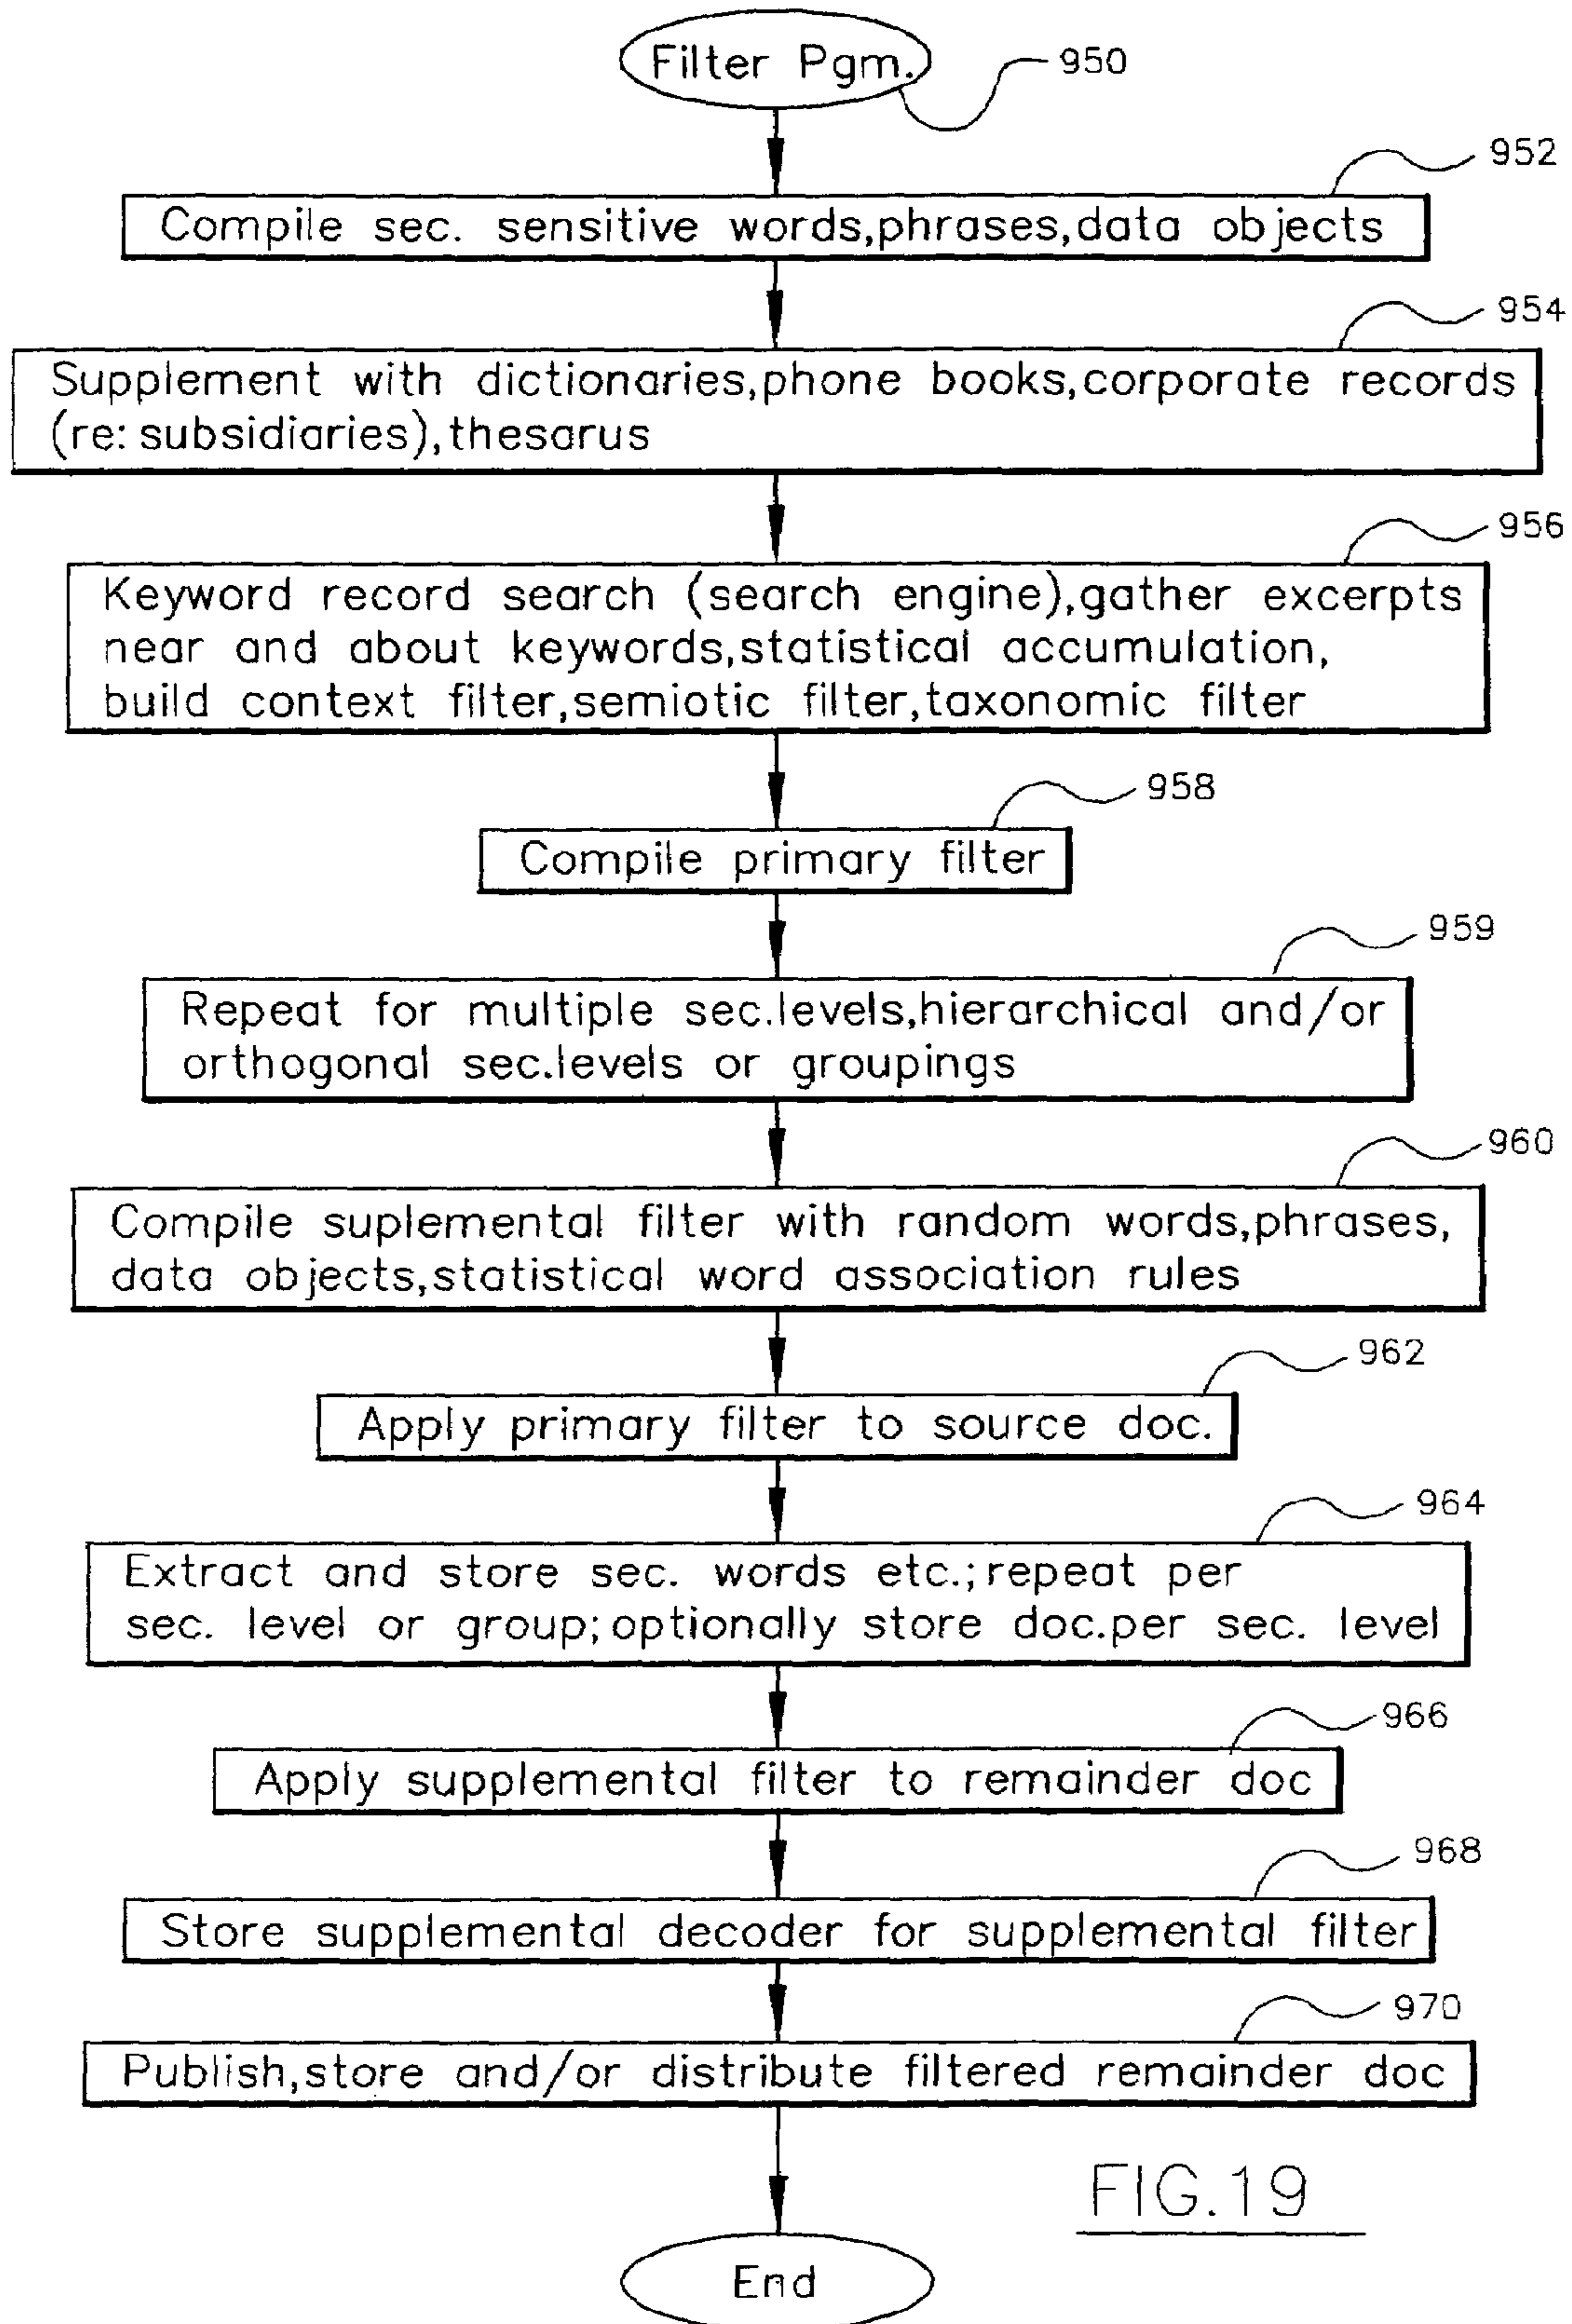 Filter Pgm.
950
952
Compile sec. sensitive words,phrases,data objects
954
Supplement with dictionaries,phone books,corporate records
(re: subsidiaries),thesarus
956
Keyword record search (search engine),gather excerpts
near and about keywords,statistical accumulation,
build context filter,semiotic filter,taxonomic filter
958
Compile primary filter
959
Repeat for multiple sec.levels,hierarchical and/or
orthogonal sec.levels or groupings
960
Compile suplemental filter with random words,phrases,
data objects,statistical word association rules
962
Apply primary filter to source doc.
964
Extract and store sec. words etc.;repeat per
sec. level or group;optionally store doc.per sec. level
966
Apply supplemental filter to remainder doc
968
Store supplemental decoder for supplemental filter
970
Publish,store and/or distribute filtered remainder doc
FIG.19
End